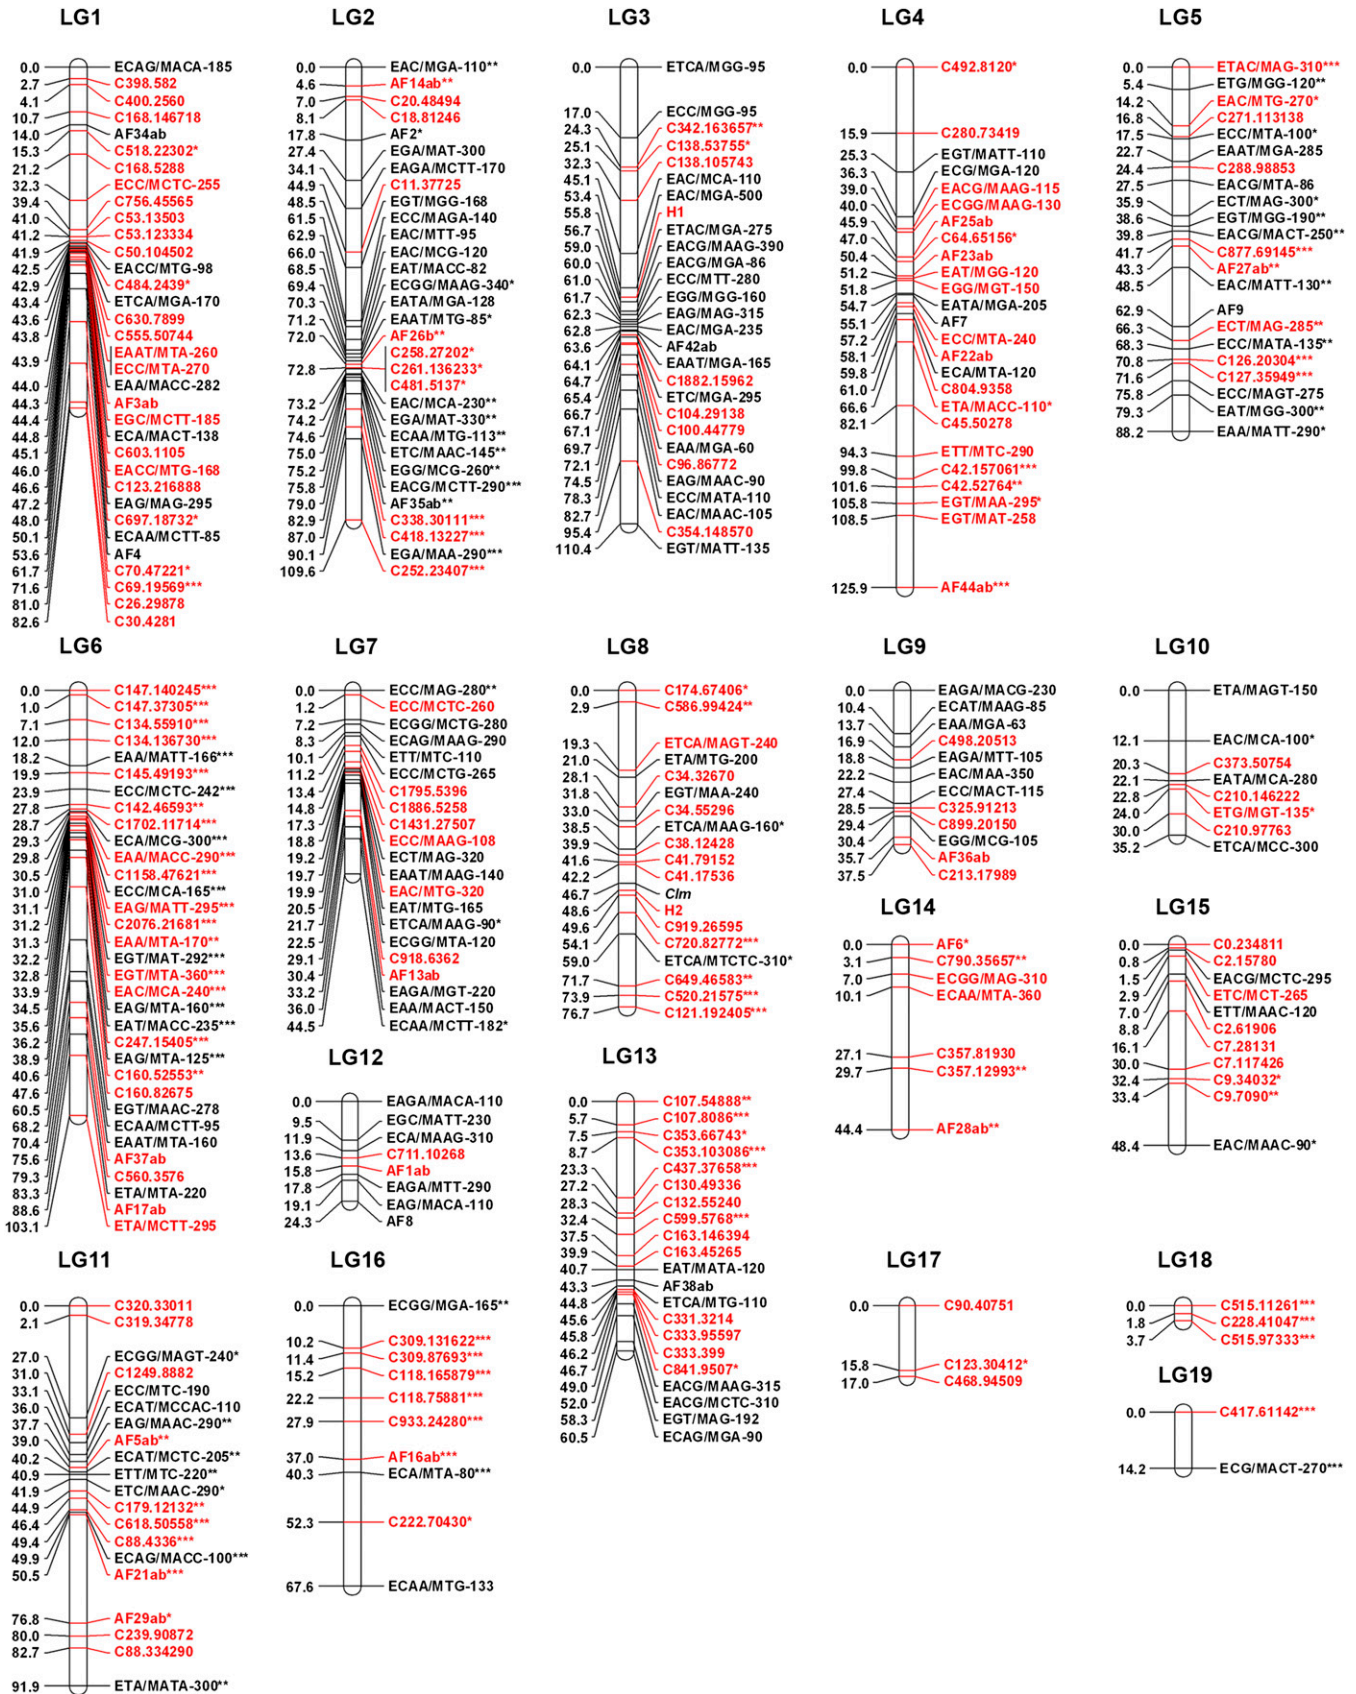 LG1
0.0 ECAG/MACA-185
2.7 C398.582
4.1 C400.2560
10.7 C168.146718
14.0 AF34ab
15.3 C518.22302*
21.2 C168.5288
32.3 ECC/MCTC-255
39.4 C756.45565
41.0 C53.13503
41.2 C53.123334
41.9 C50.104502
42.5 EACC/MTG-98
42.9 C484.2439*
43.4 ETCA/MGA-170
43.6 C630.7899
43.8 C555.50744
EAAT/MTA-260
43.9 ECC/MTA-270
44.0 EAA/MACC-282
44.3 AF3ab
44.4 EGC/MCTT-185
44.8 ECA/MACT-138
45.1 C603.1105
46.0 EACC/MTG-168
46.6 C123.216888
47.2 EAG/MAG-295
48.0 C697.18732*
50.1 ECAA/MCTT-85
53.6 AF4
61.7 C70.47221*
71.6 C69.19569***
81.0 C26.29878
82.6 C30.4281
LG2
0.0 EAC/MGA-110**
4.6 AF14ab**
7.0 C20.48494
8.1 C18.81246
17.8 AF2*
27.4 EGA/MAT-300
34.1 EAGA/MCTT-170
44.9 C11.37725
48.5 EGT/MGG-168
61.5 ECC/MAGA-140
62.9 EAC/MTT-95
66.0 EAC/MCG-120
68.5 EAT/MACC-82
69.4 ECGG/MAAG-340*
70.3 EATA/MGA-128
71.2 EAAT/MTG-85*
72.0 AF26b**
C258.27202*
72.8 C261.136233*
C481.5137*
73.2 EAC/MCA-230**
74.2 EGA/MAT-330**
74.6 ECAA/MTG-113**
75.0 ETC/MAAC-145**
75.2 EGG/MCG-260**
75.8 EACG/MCTT-290***
79.0 AF35ab**
82.9 C338.30111***
87.0 C418.13227***
90.1 EGA/MAA-290***
109.6 C252.23407***
LG3
0.0 ETCA/MGG-95
17.0 ECC/MGG-95
24.3 C342.163657**
25.1 C138.53755*
32.3 C138.105743
45.1 EAC/MCA-110
53.4 EAC/MGA-500
55.8 H1
56.7 ETAC/MGA-275
59.0 EACG/MAAG-390
60.0 EACG/MGA-86
61.0 ECC/MTT-280
61.7 EGG/MGG-160
62.3 EAG/MAG-315
62.8 EAC/MGA-235
63.6 AF42ab
64.1 EAAT/MGA-165
64.7 C1882.15962
65.4 ETC/MGA-295
66.7 C104.29138
67.1 C100.44779
69.7 EAA/MGA-60
72.1 C96.86772
74.5 EAG/MAAC-90
78.3 ECC/MATA-110
82.7 EAC/MAAC-105
95.4 C354.148570
110.4 EGT/MATT-135
LG4
0.0 C492.8120*
15.9 C280.73419
25.3 EGT/MATT-110
36.3 ECG/MGA-120
39.0 EACG/MAAG-115
40.0 ECGG/MAAG-130
45.9 AF25ab
47.0 C64.65156*
50.4 AF23ab
51.2 EAT/MGG-120
51.8 EGG/MGT-150
54.7 EATA/MGA-205
55.1 AF7
57.2 ECC/MTA-240
58.1 AF22ab
59.8 ECA/MTA-120
61.0 C804.9358
66.6 ETA/MACC-110*
82.1 C45.50278
94.3 ETT/MTC-290
99.8 C42.157061***
101.6 C42.52764**
105.8 EGT/MAA-295*
108.5 EGT/MAT-258
125.9 AF44ab***
LG5
0.0 ETAC/MAG-310***
5.4 ETG/MGG-120**
14.2 EAC/MTG-270*
16.8 C271.113138
17.5 ECC/MTA-100*
22.7 EAAT/MGA-285
24.4 C288.98853
27.5 EACG/MTA-86
35.9 ECT/MAG-300*
38.6 EGT/MGG-190**
39.8 EACG/MACT-250**
41.7 C877.69145***
43.3 AF27ab**
48.5 EAC/MATT-130**
62.9 AF9
66.3 ECT/MAG-285**
68.3 ECC/MATA-135**
70.8 C126.20304***
71.6 C127.35949***
75.8 ECC/MAGT-275
79.3 EAT/MGG-300**
88.2 EAA/MATT-290*
LG6
0.0 C147.140245***
1.0 C147.37305***
7.1 C134.55910***
12.0 C134.136730***
18.2 EAA/MATT-166***
19.9 C145.49193***
23.9 ECC/MCTC-242***
27.8 C142.46593**
28.7 C1702.11714***
29.3 ECA/MCG-300***
29.8 EAA/MACC-290***
30.5 C1158.47621***
31.0 ECC/MCA-165***
31.1 EAG/MATT-295***
31.2 C2076.21681***
31.3 EAA/MTA-170**
32.2 EGT/MAT-292***
32.8 EGT/MTA-360***
33.9 EAC/MCA-240***
34.5 EAG/MTA-160***
35.6 EAT/MACC-235***
36.2 C247.15405***
38.9 EAG/MTA-125***
40.6 C160.52553**
47.6 C160.82675
60.5 EGT/MAAC-278
68.2 ECAA/MCTT-95
70.4 EAAT/MTA-160
75.6 AF37ab
79.3 C560.3576
83.3 ETA/MTA-220
88.6 AF17ab
103.1 ETA/MCTT-295
LG7
0.0 ECC/MAG-280**
1.2 ECC/MCTC-260
7.2 ECGG/MCTG-280
8.3 ECAG/MAAG-290
10.1 ETT/MTC-110
11.2 ECC/MCTG-265
13.4 C1795.5396
14.8 C1886.5258
17.3 C1431.27507
18.8 ECC/MAAG-108
19.2 ECT/MAG-320
19.7 EAAT/MAAG-140
19.9 EAC/MTG-320
20.5 EAT/MTG-165
21.7 ETCA/MAAG-90*
22.5 ECGG/MTA-120
29.1 C918.6362
30.4 AF13ab
33.2 EAGA/MGT-220
36.0 EAA/MACT-150
44.5 ECAA/MCTT-182*
LG8
0.0 C174.67406*
2.9 C586.99424**
19.3 ETCA/MAGT-240
21.0 ETA/MTG-200
28.1 C34.32670
31.8 EGT/MAA-240
33.0 C34.55296
38.5 ETCA/MAAG-160*
39.9 C38.12428
41.6 C41.79152
42.2 C41.17536
46.7 Clm
48.6 H2
49.6 C919.26595
54.1 C720.82772***
59.0 ETCA/MTCTC-310*
71.7 C649.46583**
73.9 C520.21575***
76.7 C121.192405***
LG9
0.0 EAGA/MACG-230
10.4 ECAT/MAAG-85
13.7 EAA/MGA-63
16.9 C498.20513
18.8 EAGA/MTT-105
22.2 EAC/MAA-350
27.4 ECC/MACT-115
28.5 C325.91213
29.4 C899.20150
30.4 EGG/MCG-105
35.7 AF36ab
37.5 C213.17989
LG10
0.0 ETA/MAGT-150
12.1 EAC/MCA-100*
20.3 C373.50754
22.1 EATA/MCA-280
22.8 C210.146222
24.0 ETG/MGT-135*
30.0 C210.97763
35.2 ETCA/MCC-300
LG14
0.0 AF6*
3.1 C790.35657**
7.0 ECGG/MAG-310
10.1 ECAA/MTA-360
27.1 C357.81930
29.7 C357.12993**
44.4 AF28ab**
LG15
0.0 C0.234811
0.8 C2.15780
1.5 EACG/MCTC-295
2.9 ETC/MCT-265
7.0 ETT/MAAC-120
8.8 C2.61906
16.1 C7.28131
30.0 C7.117426
32.4 C9.34032*
33.4 C9.7090**
48.4 EAC/MAAC-90*
LG12
0.0 EAGA/MACA-110
9.5 EGC/MATT-230
11.9 ECA/MAAG-310
13.6 C711.10268
15.8 AF1ab
17.8 EAGA/MTT-290
19.1 EAG/MACA-110
24.3 AF8
LG13
0.0 C107.54888**
5.7 C107.8086***
7.5 C353.66743*
8.7 C353.103086***
23.3 C437.37658***
27.2 C130.49336
28.3 C132.55240
32.4 C599.5768***
37.5 C163.146394
39.9 C163.45265
40.7 EAT/MATA-120
43.3 AF38ab
44.8 ETCA/MTG-110
45.6 C331.3214
45.8 C333.95597
46.2 C333.399
46.7 C841.9507*
49.0 EACG/MAAG-315
52.0 EACG/MCTC-310
58.3 EGT/MAG-192
60.5 ECAG/MGA-90
LG11
0.0 C320.33011
2.1 C319.34778
27.0 ECGG/MAGT-240*
31.0 C1249.8882
33.1 ECC/MTC-190
36.0 ECAT/MCCAC-110
37.7 EAG/MAAC-290**
39.0 AF5ab**
40.2 ECAT/MCTC-205**
40.9 ETT/MTC-220**
41.9 ETC/MAAC-290*
44.9 C179.12132**
46.4 C618.50558***
49.4 C88.4336***
49.9 ECAG/MACC-100***
50.5 AF21ab***
76.8 AF29ab*
80.0 C239.90872
82.7 C88.334290
91.9 ETA/MATA-300**
LG16
0.0 ECGG/MGA-165**
10.2 C309.131622***
11.4 C309.87693***
15.2 C118.165879***
22.2 C118.75881***
27.9 C933.24280***
37.0 AF16ab***
40.3 ECA/MTA-80***
52.3 C222.70430*
67.6 ECAA/MTG-133
LG17
0.0 C90.40751
15.8 C123.30412*
17.0 C468.94509
LG18
0.0 C515.11261***
1.8 C228.41047***
3.7 C515.97333***
LG19
0.0 C417.61142***
14.2 ECG/MACT-270***